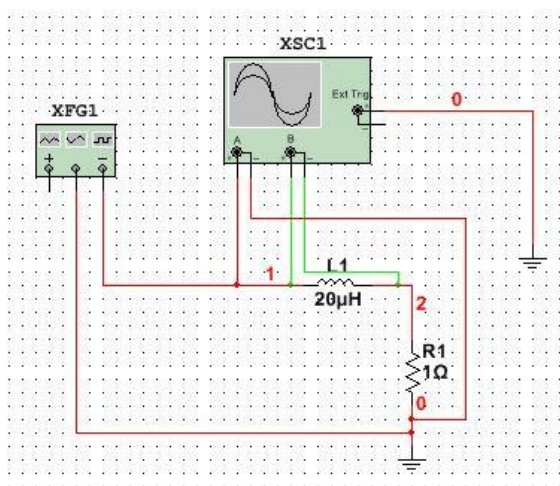 XSC1
Ext Trig
+
−
0
XFG1
A
B
+
−
+
−
+
−
1
L1
20µH
2
R1
1Ω
0